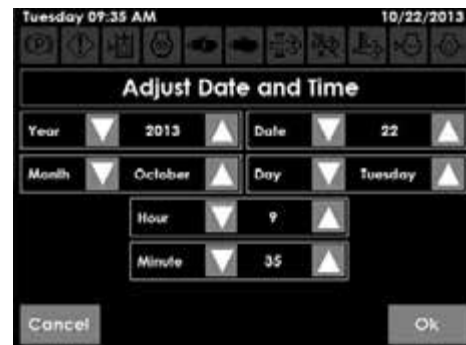 Tuesday 09:35 AM 10/22/2013
Adjust Date and Time
Year 2013 Date 22
Month October Day Tuesday
Hour 9
Minute 35
Cancel Ok